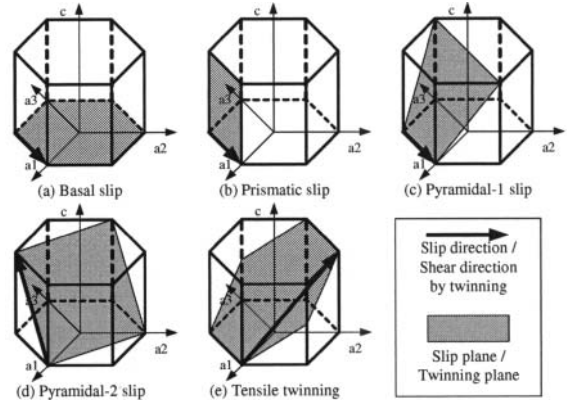 c
a3
a2
a1
(a) Basal slip
c
a3
a2
a1
(b) Prismatic slip
c
a3
a2
a1
(c) Pyramidal-1 slip
c
a3
a2
a1
(d) Pyramidal-2 slip
c
a3
a2
a1
(e) Tensile twinning
Slip direction /
Shear direction
by twinning
Slip plane /
Twinning plane